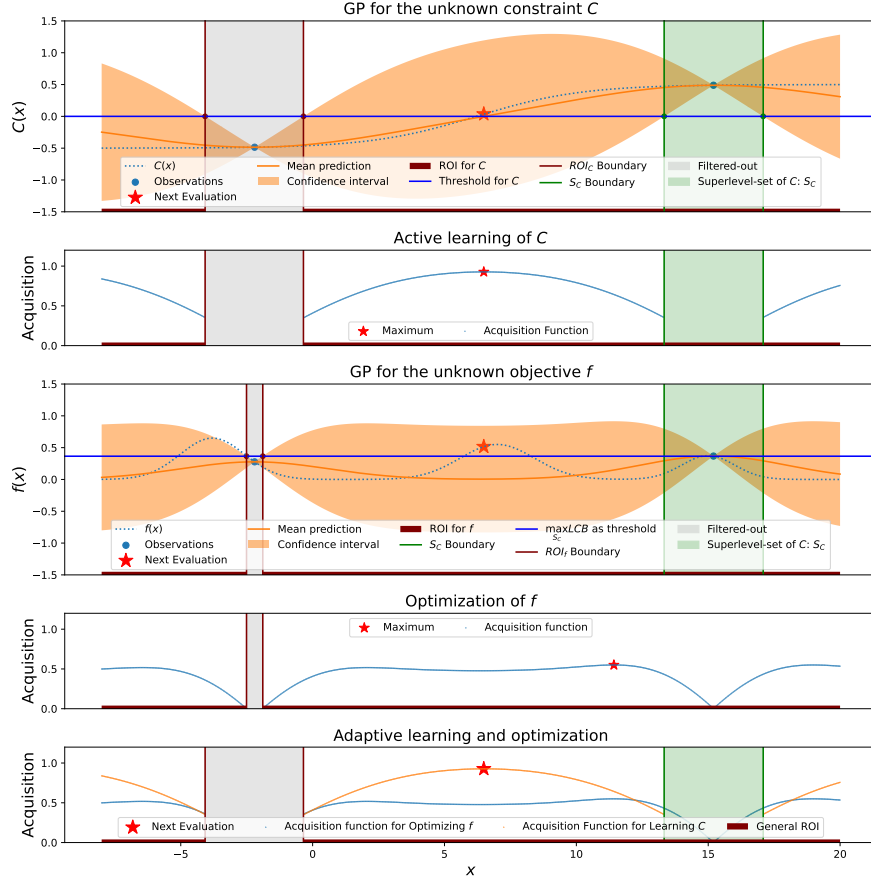 GP for the unknown constraint C
1.5
1.0
0.5
0.0
−0.5
−1.0
−1.5
C(x)
C(x)
Observations
Next Evaluation
Mean prediction
Confidence interval
ROI for C
Threshold for C
ROI_C Boundary
S_C Boundary
Filtered-out
Superlevel-set of C: S_C
Active learning of C
1.0
0.5
0.0
Acquisition
Maximum
Acquisition Function
GP for the unknown objective f
1.5
1.0
0.5
0.0
−0.5
−1.0
−1.5
f(x)
f(x)
Observations
Next Evaluation
Mean prediction
Confidence interval
ROI for f
S_C Boundary
maxLCB as threshold
S_C
ROI_f Boundary
Filtered-out
Superlevel-set of C: S_C
Optimization of f
1.0
0.5
0.0
Acquisition
Maximum
Acquisition function
Adaptive learning and optimization
1.0
0.5
0.0
Acquisition
Next Evaluation
Acquisition function for Optimizing f
Acquisition Function for Learning C
General ROI
−5
0
5
10
15
20
x